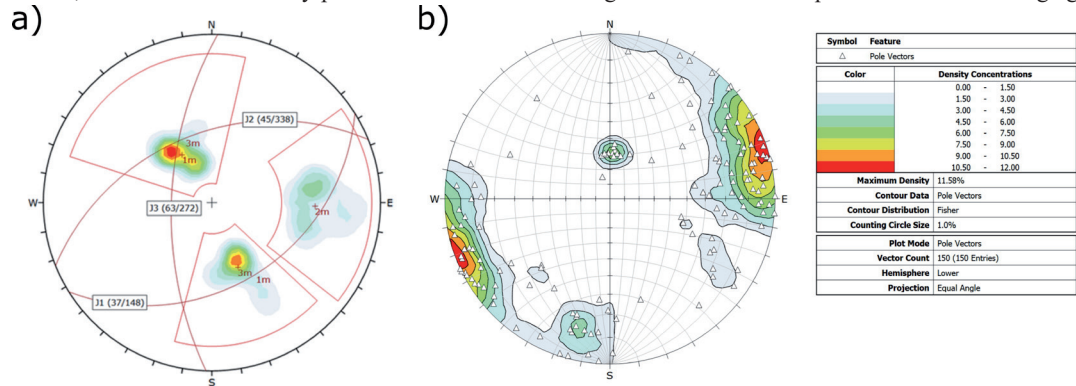 a)
b)
N
J2 (45/338)
3m
1m
W
J3 (63/272)
E
2m
3m
1m
J1 (37/148)
S
N
W
E
S
Symbol Feature
Pole Vectors
Color Density Concentrations
0.00 - 1.50
1.50 - 3.00
3.00 - 4.50
4.50 - 6.00
6.00 - 7.50
7.50 - 9.00
9.00 - 10.50
10.50 - 12.00
Maximum Density 11.58%
Contour Data Pole Vectors
Contour Distribution Fisher
Counting Circle Size 1.0%
Plot Mode Pole Vectors
Vector Count 150 (150 Entries)
Hemisphere Lower
Projection Equal Angle